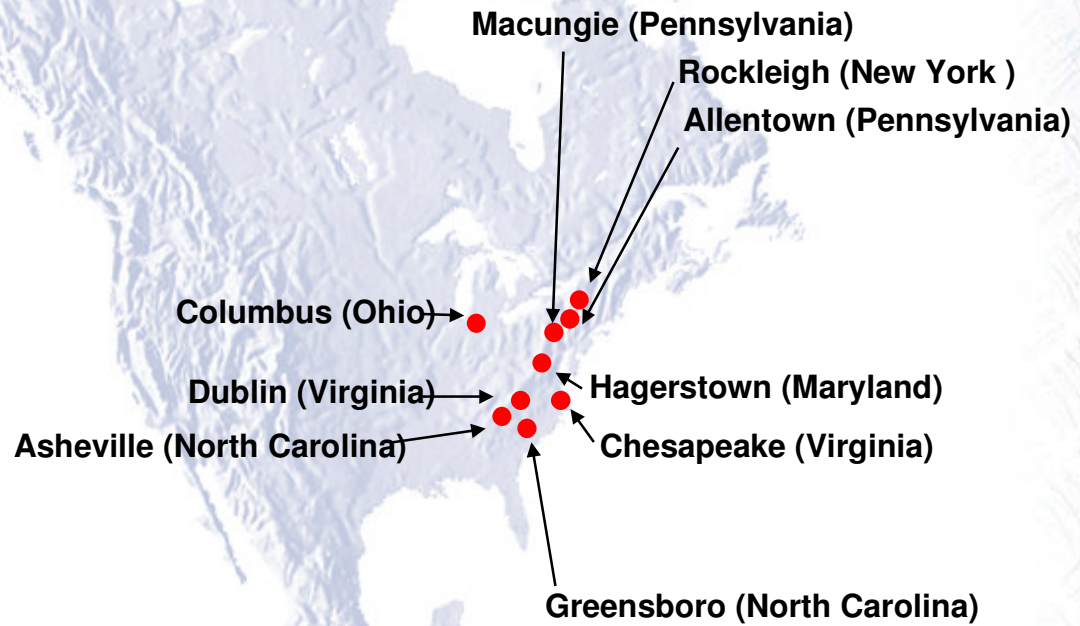 Macungie (Pennsylvania)
Rockleigh (New York )
Allentown (Pennsylvania)
Columbus (Ohio)
Dublin (Virginia)
Hagerstown (Maryland)
Asheville (North Carolina)
Chesapeake (Virginia)
Greensboro (North Carolina)